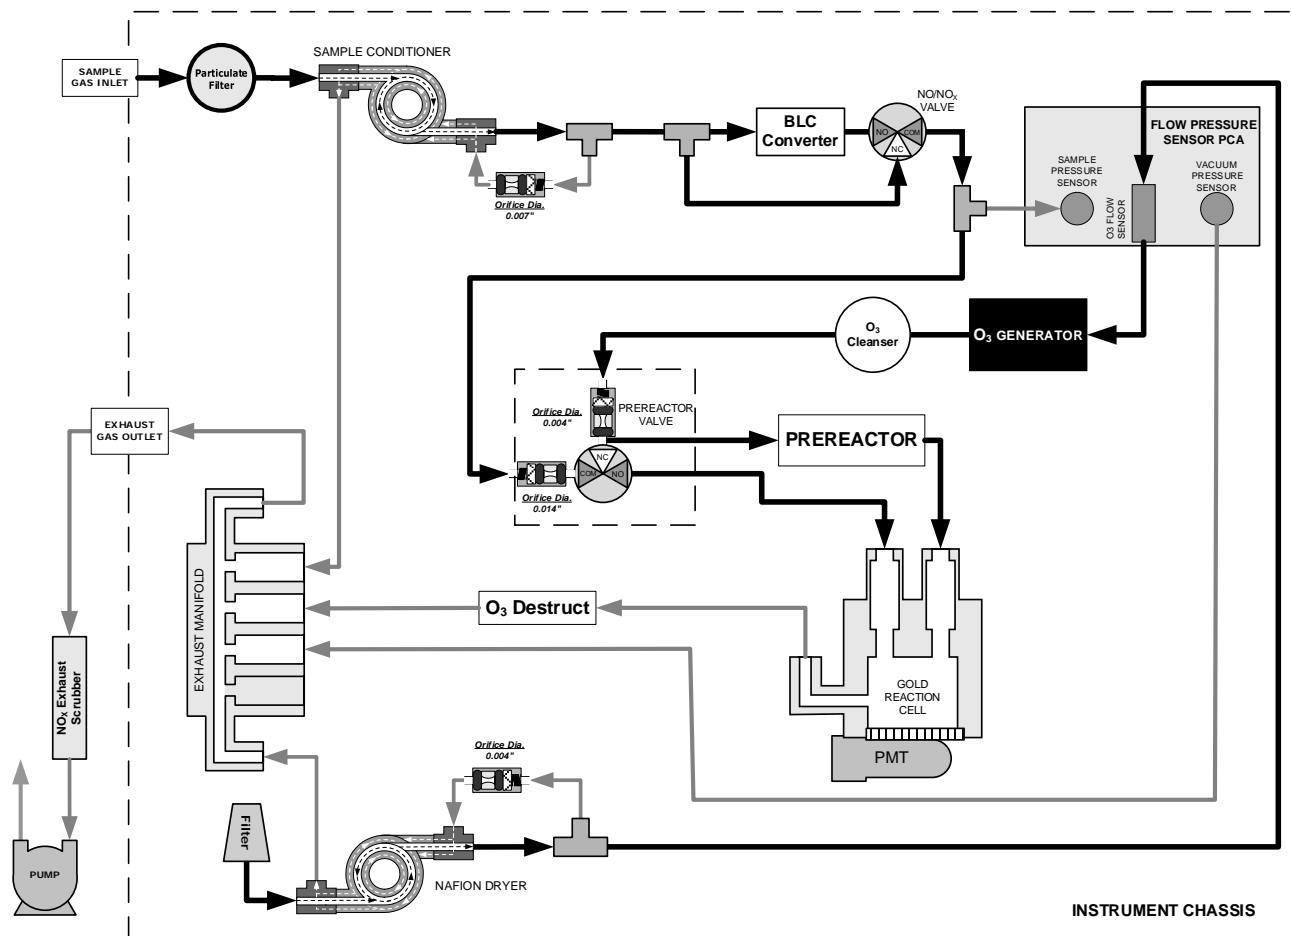 SAMPLE CONDITIONER
SAMPLE
GAS INLET
Particulate
Filter
NO/NOX
VALVE
BLC
Converter
NO
COM
NC
FLOW PRESSURE
SENSOR PCA
SAMPLE
PRESSURE
SENSOR
VACUUM
PRESSURE
SENSOR
O3 FLOW
SENSOR
Orifice Dia.
0.007"
O3
Cleanser
O3 GENERATOR
Orifice Dia.
0.004"
PREREACTOR
VALVE
PREREACTOR
NC
COM
NO
Orifice Dia.
0.014"
EXHAUST
GAS OUTLET
EXHAUST MANIFOLD
O3 Destruct
NOX Exhaust
Scrubber
GOLD
REACTION
CELL
PMT
Orifice Dia.
0.004"
Filter
PUMP
NAFION DRYER
INSTRUMENT CHASSIS